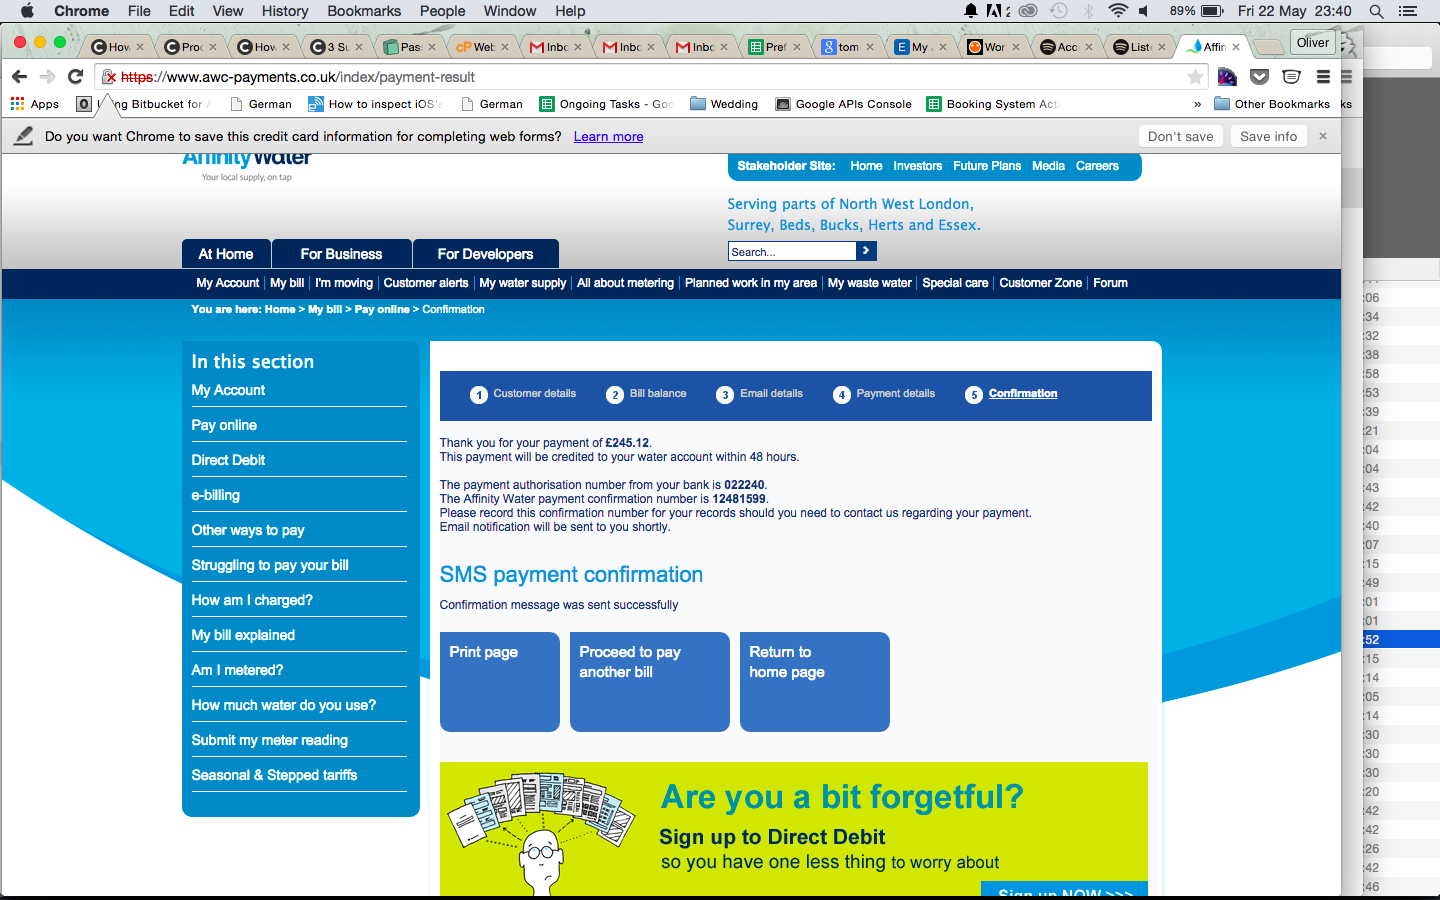 Chrome File Edit View History Bookmarks People Window Help 89% Fri 22 May 23:40
How Proc How 3 Su Pas: cP Web Inbo Inbo Inbo Pref tom My Wor Acco List Affin Oliver
https://www.awc-payments.co.uk/index/payment-result
Apps ng Bitbucket for German How to inspect iOS's German Ongoing Tasks - Goo Wedding Google APIs Console Booking System Act » Other Bookmarks ks
Do you want Chrome to save this credit card information for completing web forms? Learn more Don't save Save info ×
Affinity Water
Your local supply, on tap
Stakeholder Site: Home Investors Future Plans Media Careers
Serving parts of North West London,
Surrey, Beds, Bucks, Herts and Essex.
Search...
At Home For Business For Developers
My Account My bill I'm moving Customer alerts My water supply All about metering Planned work in my area My waste water Special care Customer Zone Forum
You are here: Home > My bill > Pay online > Confirmation
In this section
My Account
Pay online
Direct Debit
e-billing
Other ways to pay
Struggling to pay your bill
How am I charged?
My bill explained
Am I metered?
How much water do you use?
Submit my meter reading
Seasonal & Stepped tariffs
1 Customer details 2 Bill balance 3 Email details 4 Payment details 5 Confirmation
Thank you for your payment of £245.12.
This payment will be credited to your water account within 48 hours.
The payment authorisation number from your bank is 022240.
The Affinity Water payment confirmation number is 12481599.
Please record this confirmation number for your records should you need to contact us regarding your payment.
Email notification will be sent to you shortly.
SMS payment confirmation
Confirmation message was sent successfully
Print page
Proceed to pay
another bill
Return to
home page
Are you a bit forgetful?
Sign up to Direct Debit
so you have one less thing to worry about
Sign up NOW >>>
:06
:34
:32
:38
:58
:53
:39
:21
:04
:04
:43
:42
:40
:07
:15
:49
:01
:01
:52
:15
:14
:05
:14
:30
:30
:30
:20
:42
:42
:26
:42
:46